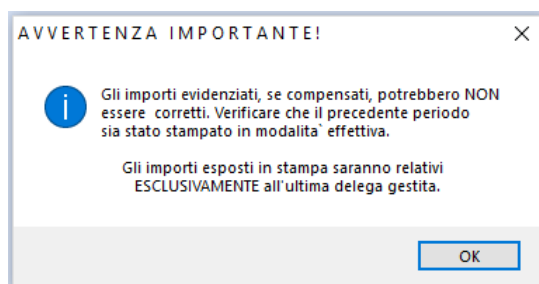 AVVERTENZA IMPORTANTE!
Gli importi evidenziati, se compensati, potrebbero NON
essere corretti. Verificare che il precedente periodo
sia stato stampato in modalita` effettiva.
Gli importi esposti in stampa saranno relativi
ESCLUSIVAMENTE all'ultima delega gestita.
OK